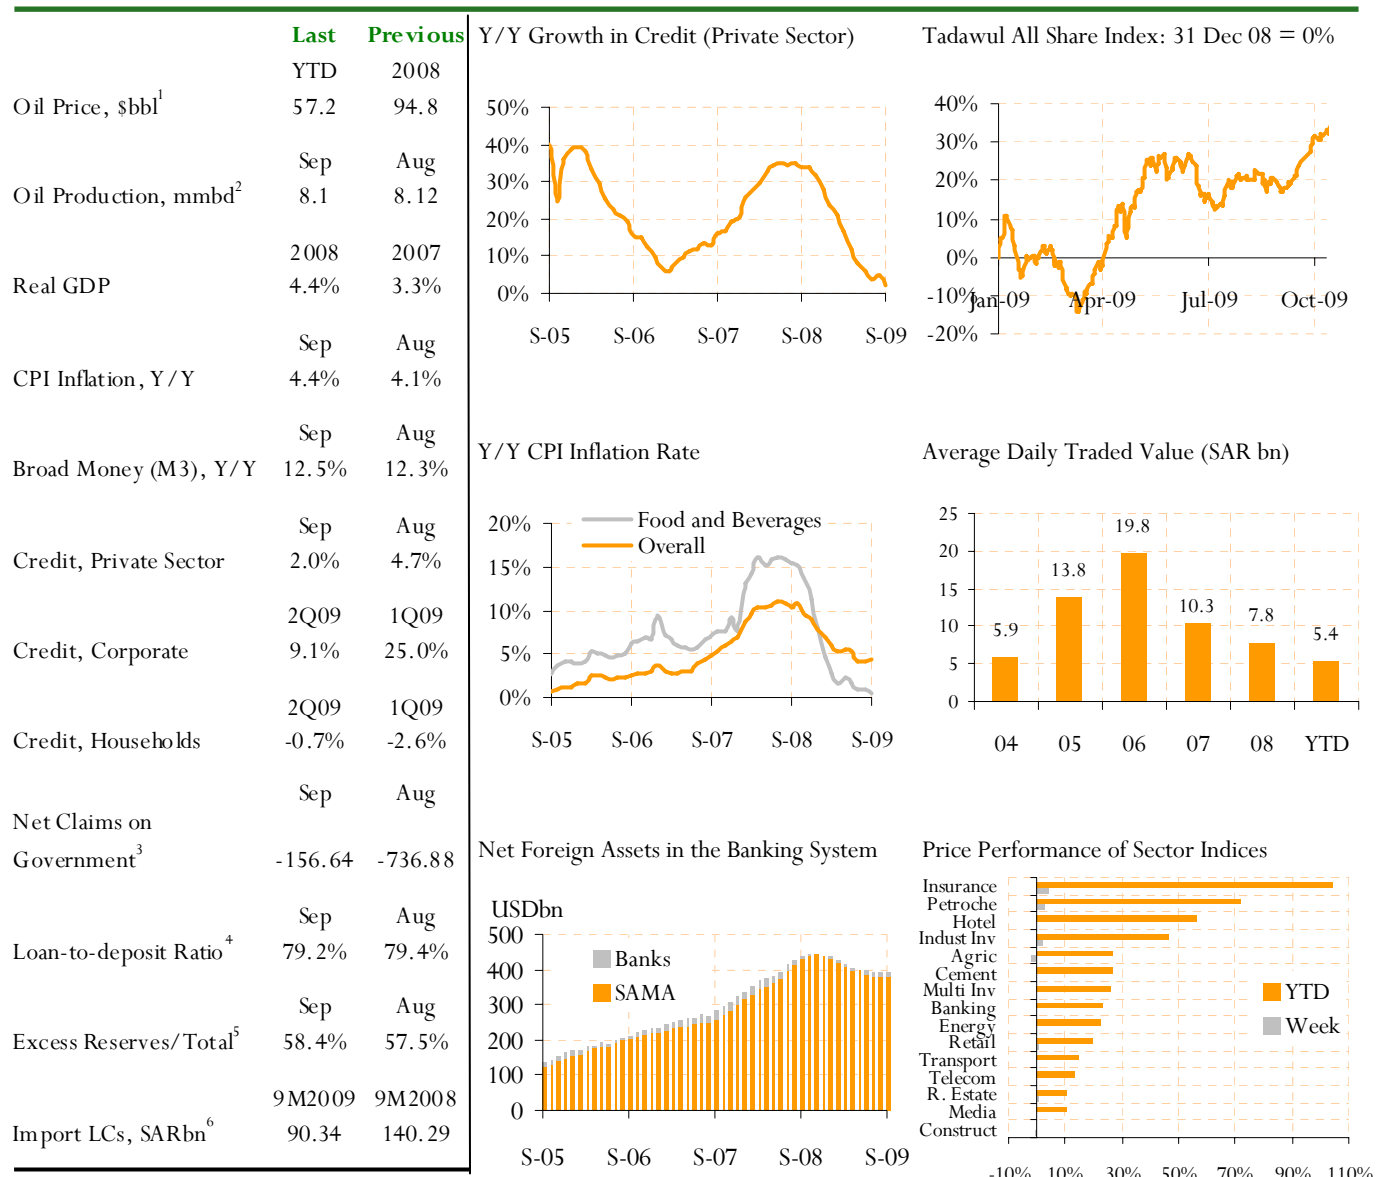 Last Previous
YTD 2008
Oil Price, $bbl1 57.2 94.8
Sep Aug
Oil Production, mmbd2 8.1 8.12
2008 2007
Real GDP 4.4% 3.3%
Sep Aug
CPI Inflation, Y/Y 4.4% 4.1%
Sep Aug
Broad Money (M3), Y/Y 12.5% 12.3%
Sep Aug
Credit, Private Sector 2.0% 4.7%
2Q09 1Q09
Credit, Corporate 9.1% 25.0%
2Q09 1Q09
Credit, Households -0.7% -2.6%
Sep Aug
Net Claims on
Government3 -156.64 -736.88
Sep Aug
Loan-to-deposit Ratio4 79.2% 79.4%
Sep Aug
Excess Reserves/Total5 58.4% 57.5%
9M2009 9M2008
Import LCs, SARbn6 90.34 140.29
Y/Y Growth in Credit (Private Sector)
50%
40%
30%
20%
10%
0%
S-05 S-06 S-07 S-08 S-09
Tadawul All Share Index: 31 Dec 08 = 0%
40%
30%
20%
10%
0%
-10%
-20%
Jan-09 Apr-09 Jul-09 Oct-09
Y/Y CPI Inflation Rate
Food and Beverages
Overall
20%
15%
10%
5%
0%
S-05 S-06 S-07 S-08 S-09
Average Daily Traded Value (SAR bn)
25
20
15
10
5
0
5.9 13.8 19.8 10.3 7.8 5.4
04 05 06 07 08 YTD
Net Foreign Assets in the Banking System
USDbn
500
400
300
200
100
0
Banks
SAMA
S-05 S-06 S-07 S-08 S-09
Price Performance of Sector Indices
Insurance
Petroche
Hotel
Indust Inv
Agric
Cement
Multi Inv
Banking
Energy
Retail
Transport
Telecom
R. Estate
Media
Construct
YTD
Week
-10% 10% 30% 50% 70% 90% 110%